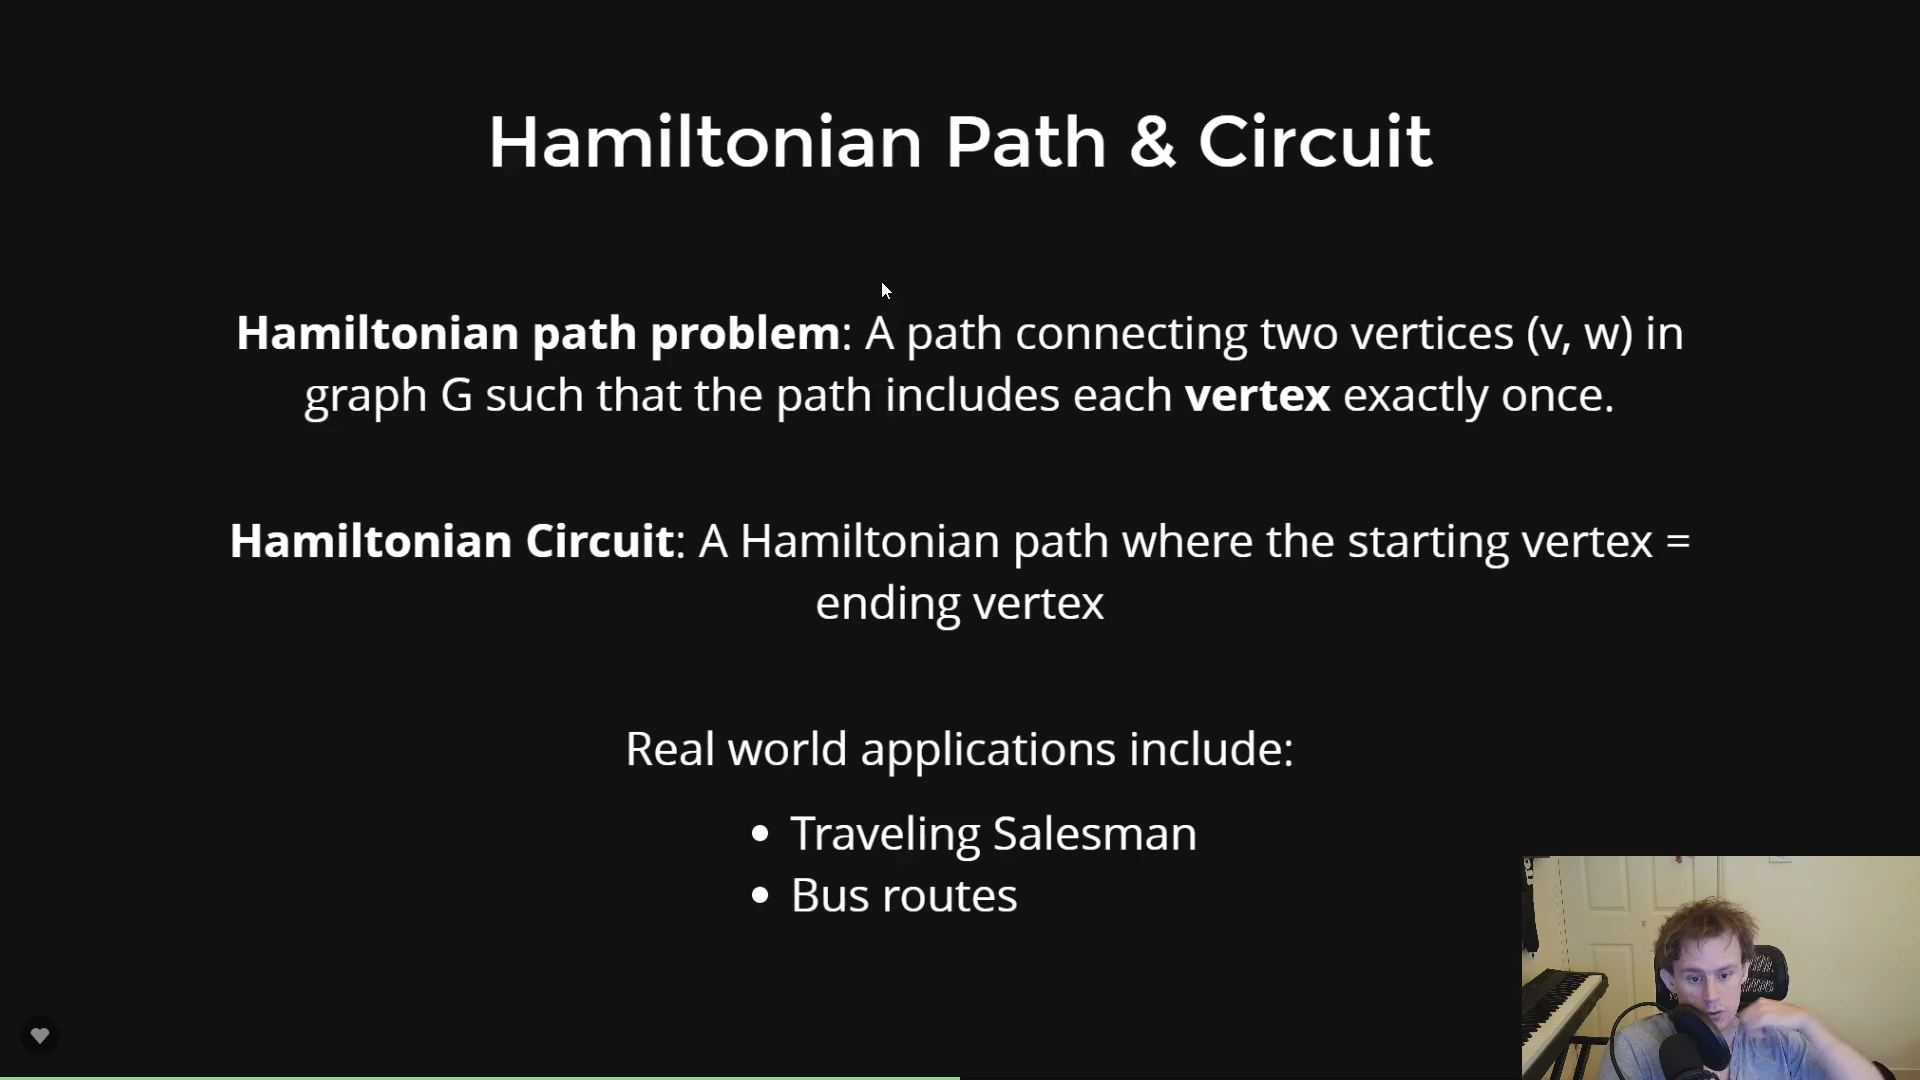 Hamiltonian Path & Circuit
Hamiltonian path problem: A path connecting two vertices (v, w) in
graph G such that the path includes each vertex exactly once.
Hamiltonian Circuit: A Hamiltonian path where the starting vertex =
ending vertex
Real world applications include:
• Traveling Salesman
• Bus routes